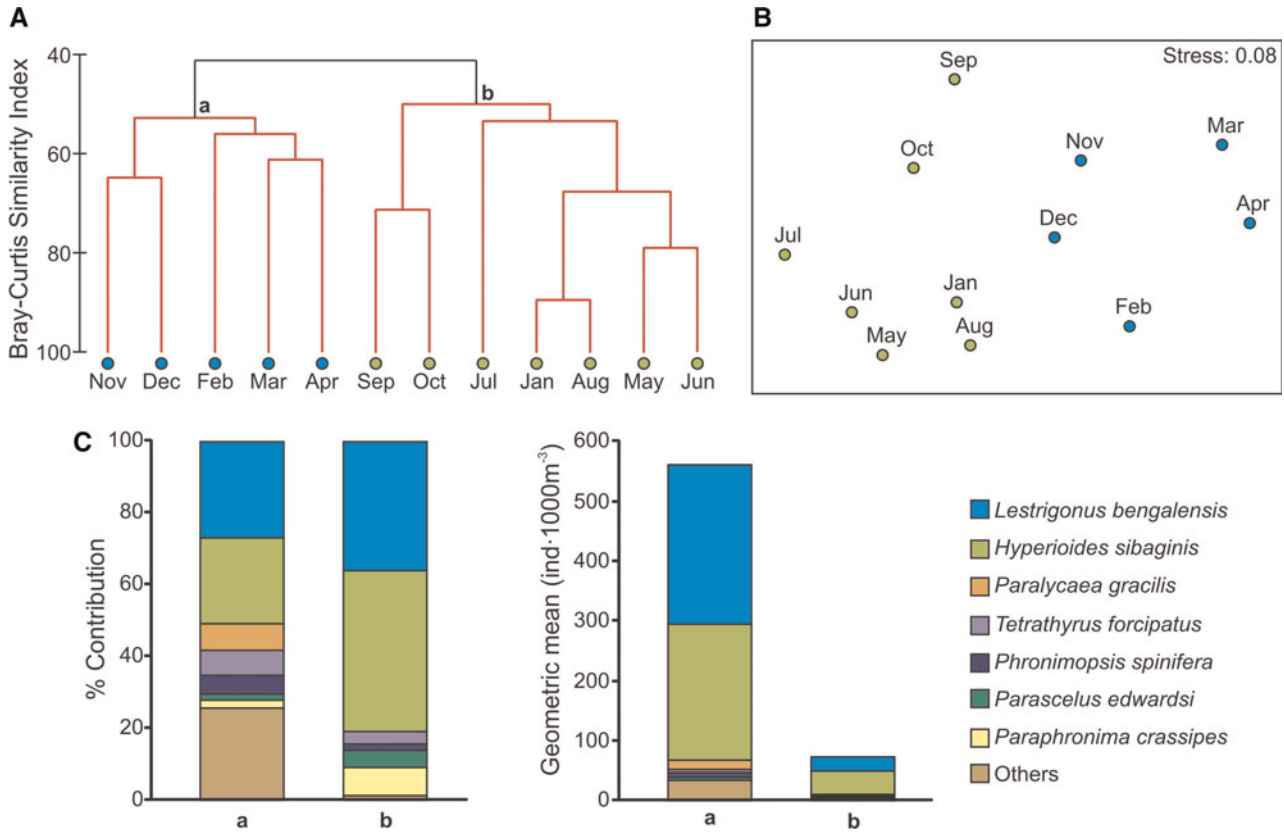 A
B
40
60
80
100
Bray-Curtis Similarity Index
a
b
Nov Dec Feb Mar Apr Sep Oct Jul Jan Aug May Jun
Stress: 0.08
Sep
Mar
Nov
Oct
Apr
Dec
Jul
Jan
Jun
Feb
Aug
May
C
100
80
60
40
20
0
% Contribution
a b
600
500
400
300
200
100
0
Geometric mean (ind·1000m⁻³)
a b
Lestrigonus bengalensis
Hyperioides sibaginis
Paralycaea gracilis
Tetrathyrus forcipatus
Phronimopsis spinifera
Parascelus edwardsi
Paraphronima crassipes
Others